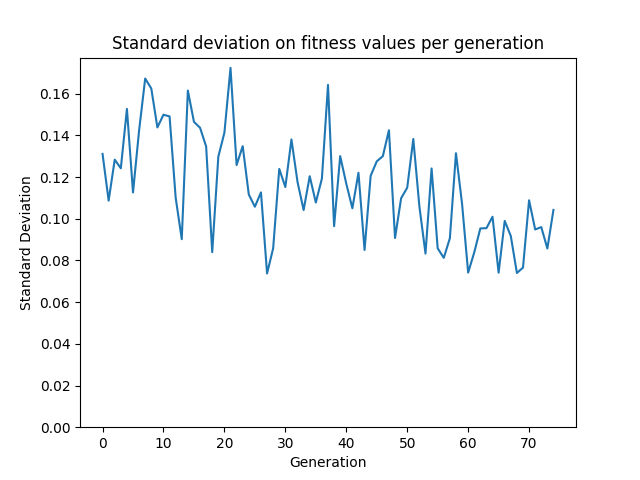 Standard deviation on fitness values per generation
0.16
0.14
0.12
0.10
0.08
0.06
0.04
0.02
0.00
Standard Deviation
0 10 20 30 40 50 60 70
Generation